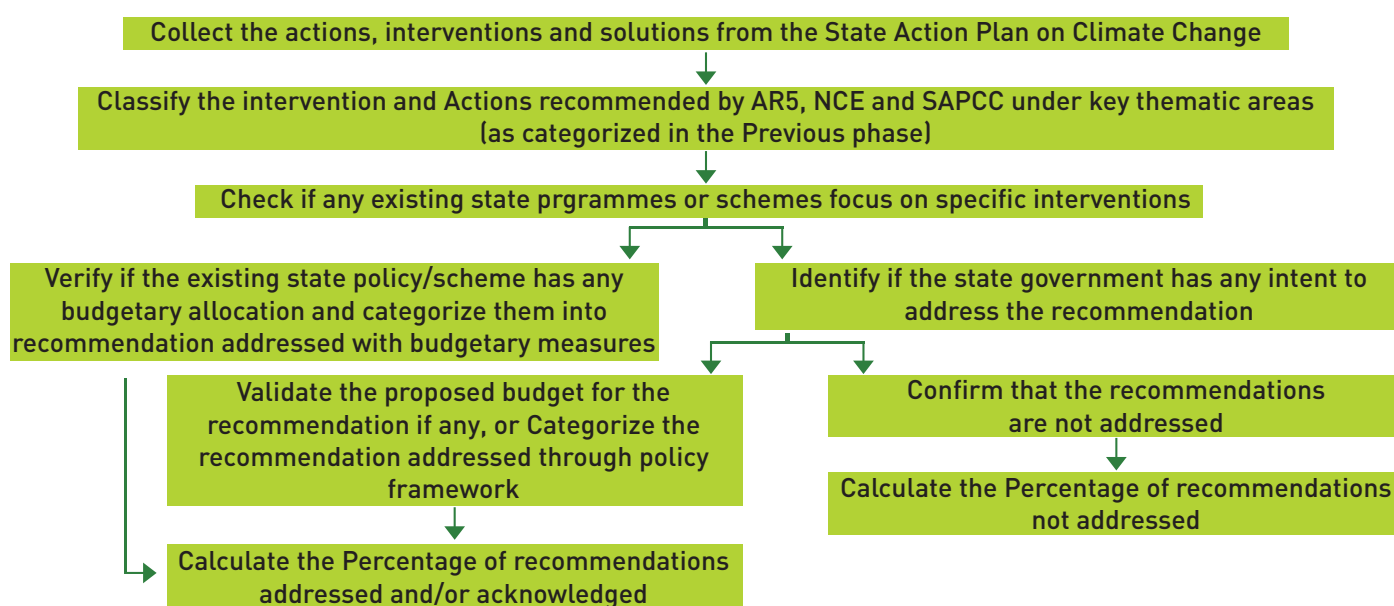 Collect the actions, interventions and solutions from the State Action Plan on Climate Change
Classify the intervention and Actions recommended by AR5, NCE and SAPCC under key thematic areas
(as categorized in the Previous phase)
Check if any existing state prgrammes or schemes focus on specific interventions
Verify if the existing state policy/scheme has any
budgetary allocation and categorize them into
recommendation addressed with budgetary measures
Identify if the state government has any intent to
address the recommendation
Validate the proposed budget for the
recommendation if any, or Categorize the
recommendation addressed through policy
framework
Confirm that the recommendations
are not addressed
Calculate the Percentage of recommendations
not addressed
Calculate the Percentage of recommendations
addressed and/or acknowledged